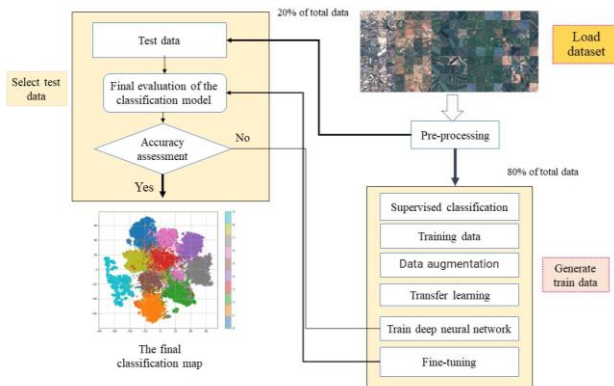 20% of total data
Test data
Load
dataset
Select test
data
Final evaluation of the
classification model
Accuracy
assessment
No
Yes
Pre-processing
80% of total data
Supervised classification
Training data
Data augmentation
Transfer learning
Train deep neural network
Fine-tuning
Generate
train data
The final
classification map